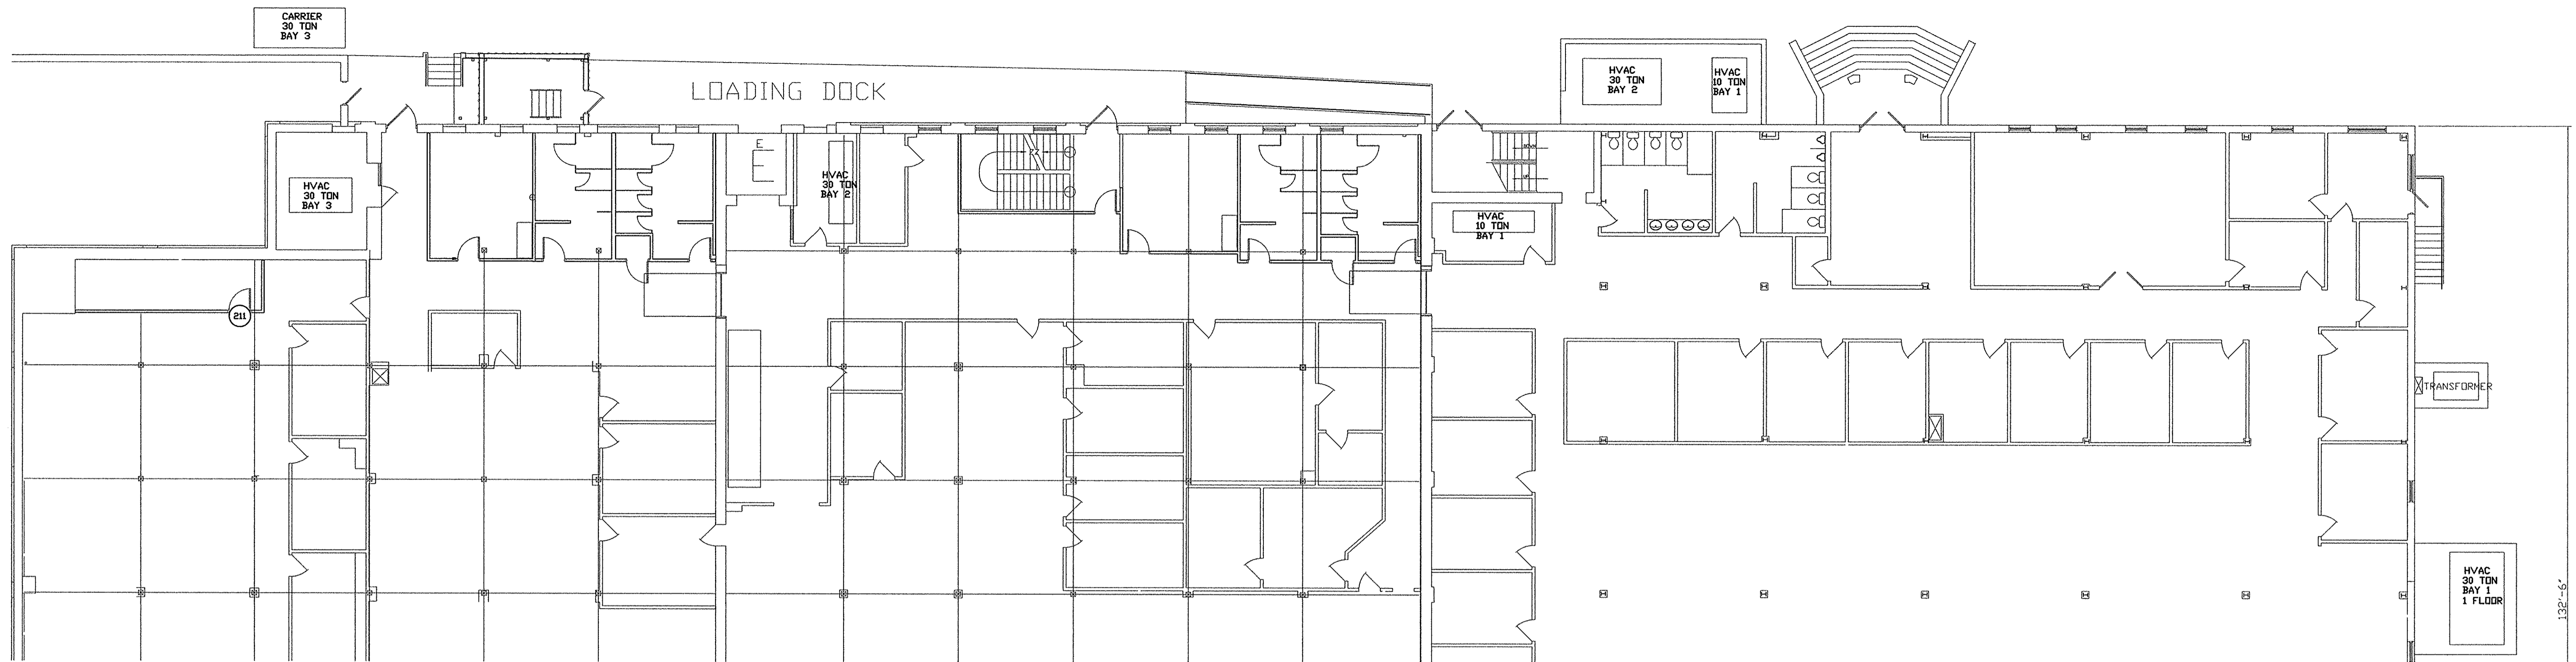 CARRIER
30 TON
BAY 3
LOADING DOCK
HVAC
30 TON
BAY 2
HVAC
10 TON
BAY 1
E
HVAC
30 TON
BAY 3
HVAC
30 TON
BAY 2
DOWN
UP
HVAC
10 TON
BAY 1
211
TRANSFORMER
HVAC
30 TON
BAY 1
1 FLOOR
132'-6"